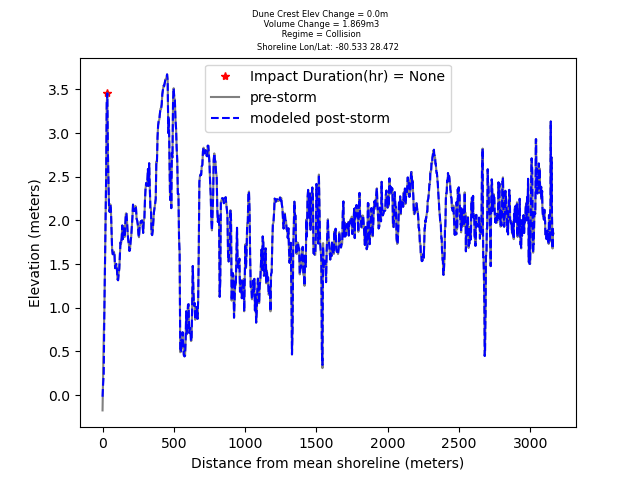 Dune Crest Elev Change = 0.0m
Volume Change = 1.869m3
Regime = Collision
Shoreline Lon/Lat: -80.533 28.472
Impact Duration(hr) = None
pre-storm
modeled post-storm
Elevation (meters)
3.5
3.0
2.5
2.0
1.5
1.0
0.5
0.0
0 500 1000 1500 2000 2500 3000
Distance from mean shoreline (meters)